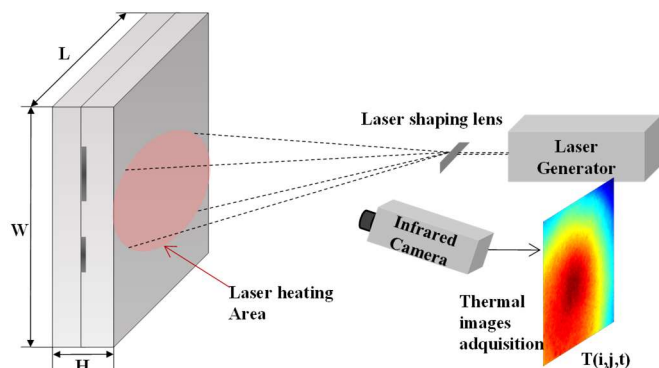 L
Laser shaping lens
Laser
Generator
W
Infrared
Camera
Laser heating
Area
Thermal
images
adquisition
H
T(i,j,t)